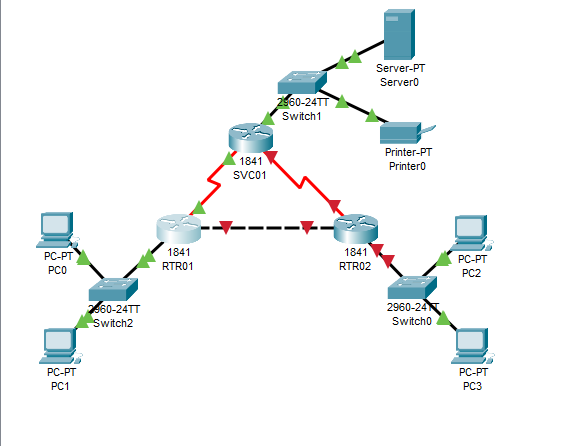 Server-PT
Server0
2960-24TT
Switch1
Printer-PT
Printer0
1841
SVC01
1841
RTR01
1841
RTR02
PC-PT
PC0
PC-PT
PC2
2960-24TT
Switch2
2960-24TT
Switch0
PC-PT
PC1
PC-PT
PC3